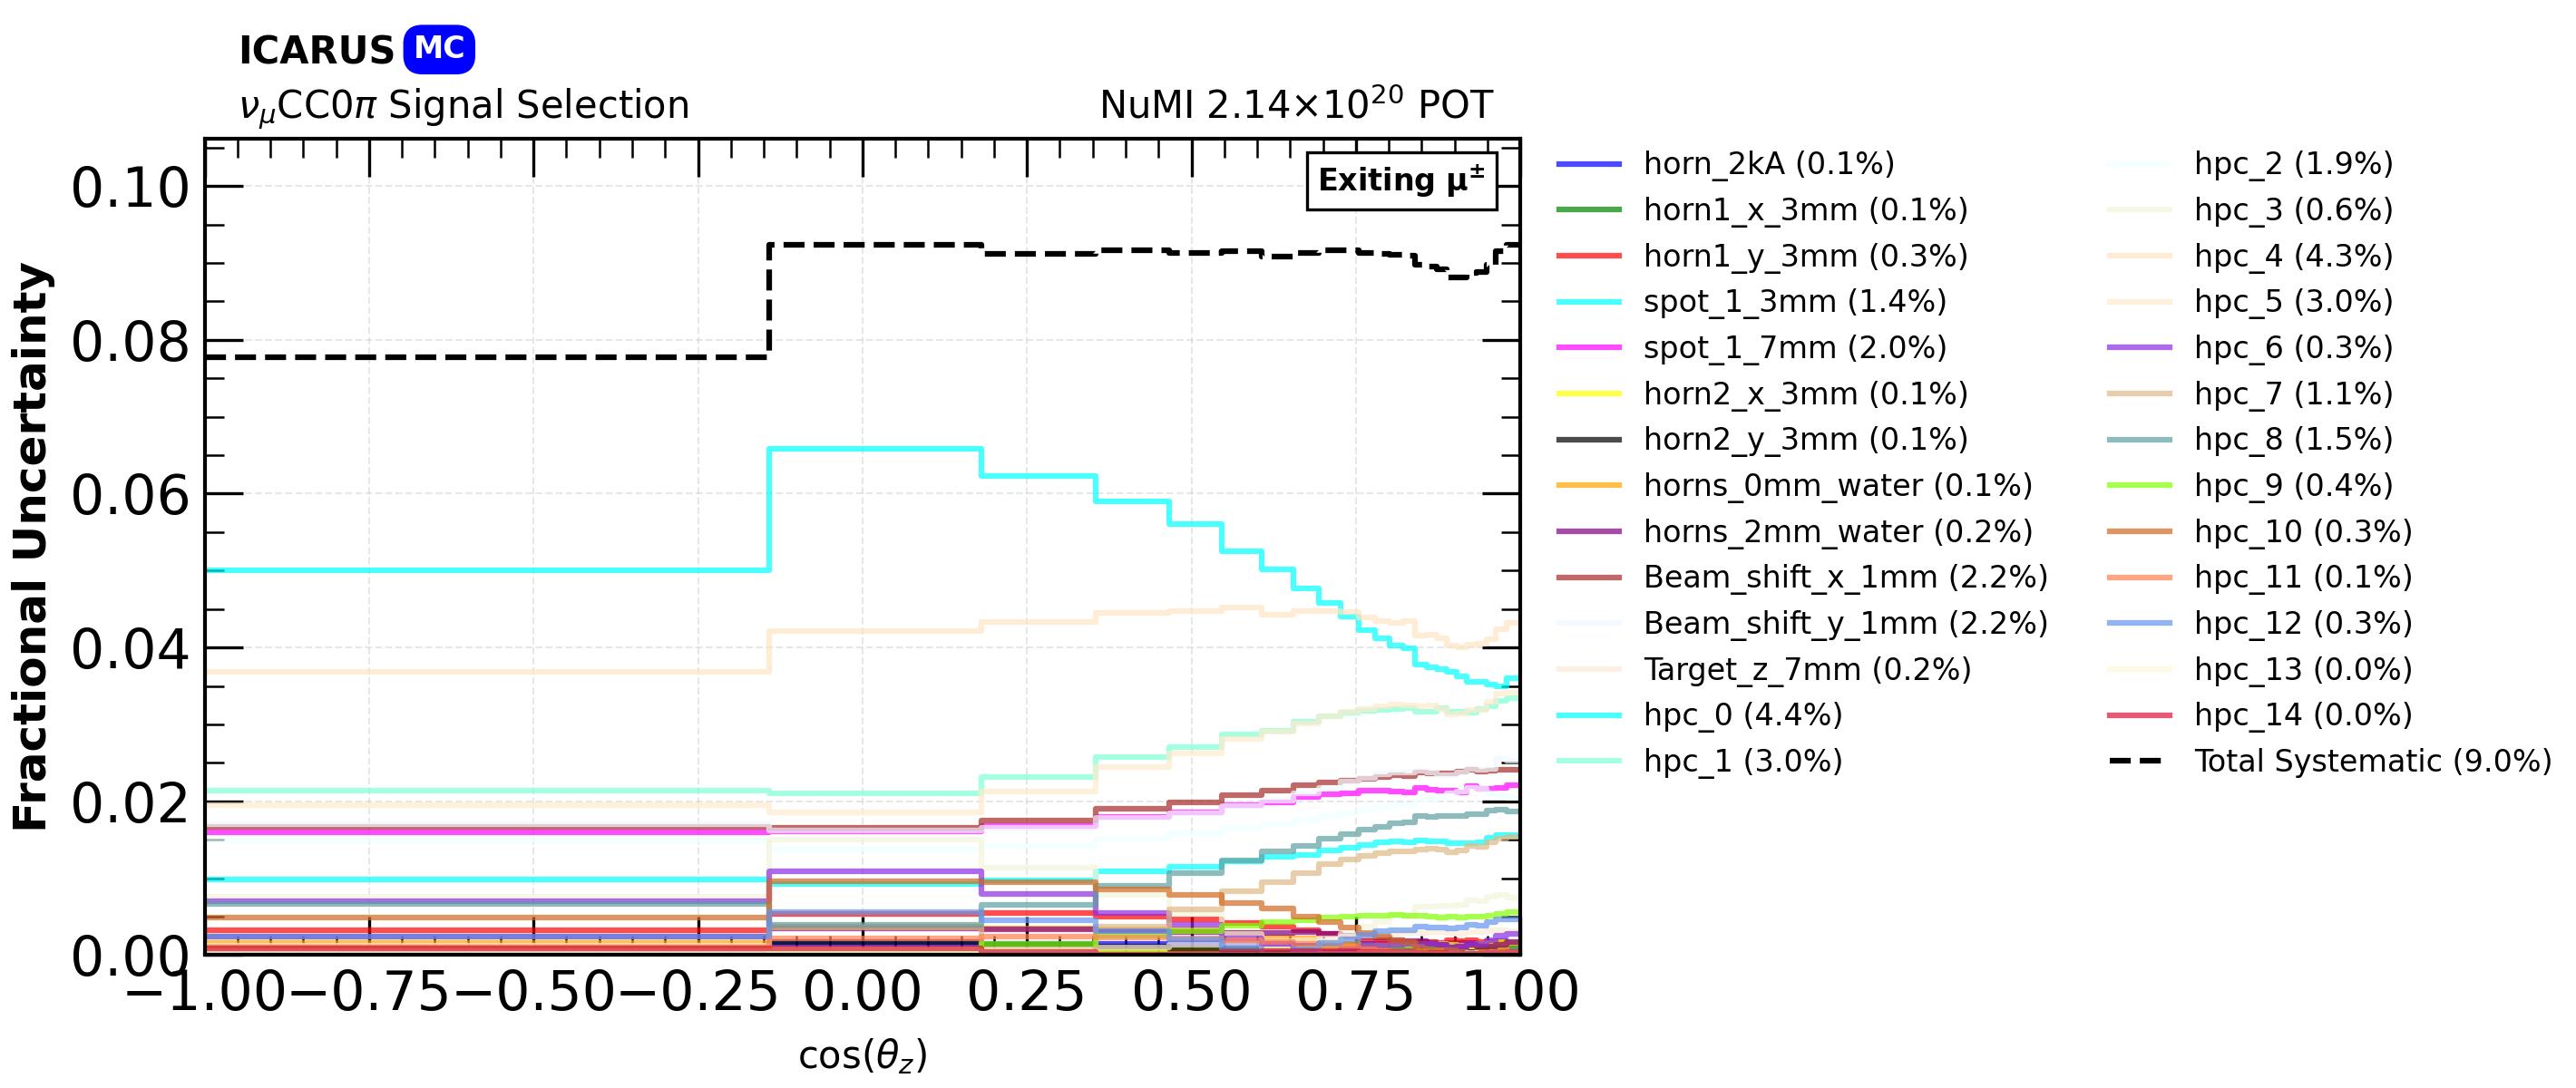 ICARUS MC
νμCC0π Signal Selection
NuMI 2.14×10²⁰ POT
Exiting μ±
Fractional Uncertainty
0.10
0.08
0.06
0.04
0.02
0.00
−1.00 −0.75 −0.50 −0.25 0.00 0.25 0.50 0.75 1.00
cos(θz)
horn_2kA (0.1%)
horn1_x_3mm (0.1%)
horn1_y_3mm (0.3%)
spot_1_3mm (1.4%)
spot_1_7mm (2.0%)
horn2_x_3mm (0.1%)
horn2_y_3mm (0.1%)
horns_0mm_water (0.1%)
horns_2mm_water (0.2%)
Beam_shift_x_1mm (2.2%)
Beam_shift_y_1mm (2.2%)
Target_z_7mm (0.2%)
hpc_0 (4.4%)
hpc_1 (3.0%)
hpc_2 (1.9%)
hpc_3 (0.6%)
hpc_4 (4.3%)
hpc_5 (3.0%)
hpc_6 (0.3%)
hpc_7 (1.1%)
hpc_8 (1.5%)
hpc_9 (0.4%)
hpc_10 (0.3%)
hpc_11 (0.1%)
hpc_12 (0.3%)
hpc_13 (0.0%)
hpc_14 (0.0%)
Total Systematic (9.0%)